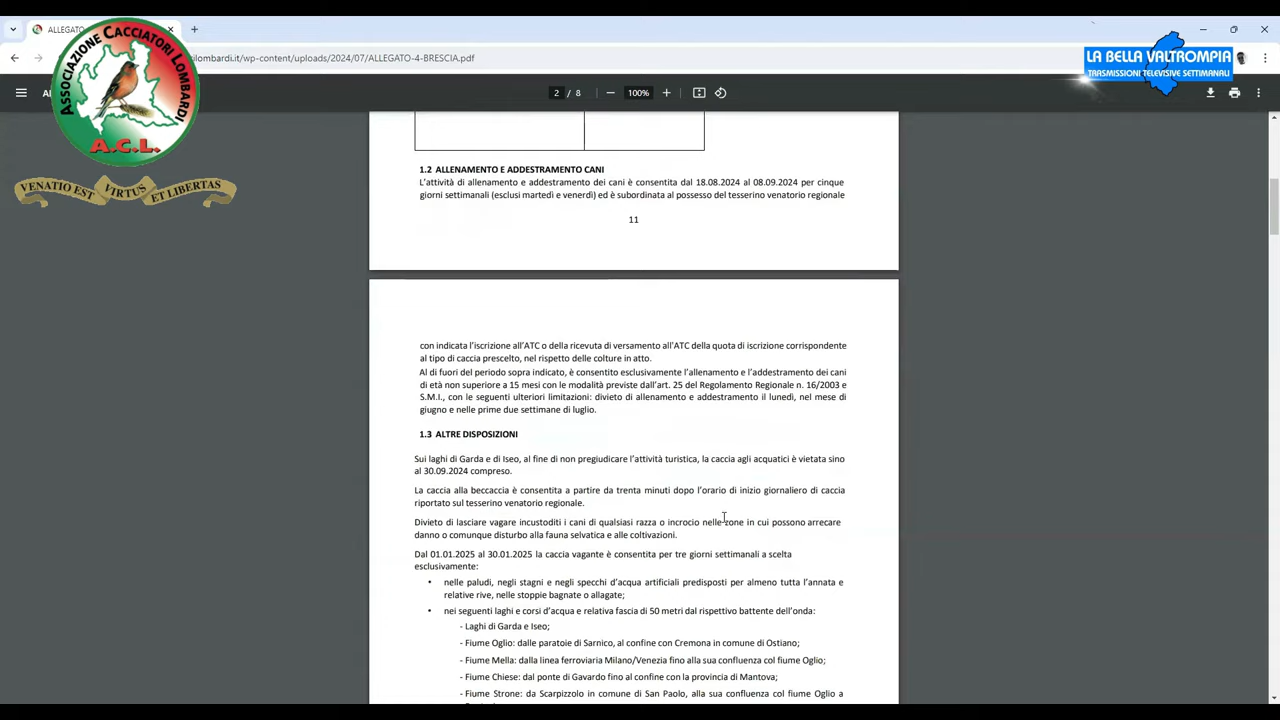 ALLEGATO-
ilombardi.it/wp-content/uploads/2024/07/ALLEGATO-4-BRESCIA.pdf
ASSOCIAZIONE CACCIATORI LOMBARDI
A.C.L.
VENATIO EST VIRTUS ET LIBERTAS
LA BELLA VALTROMPIA
TRASMISSIONI TELEVISIVE SETTIMANALI
2 / 8
100%
1.2 ALLENAMENTO E ADDESTRAMENTO CANI
L'attività di allenamento e addestramento dei cani è consentita dal 18.08.2024 al 08.09.2024 per cinque
giorni settimanali (esclusi martedì e venerdì) ed è subordinata al possesso del tesserino venatorio regionale
11
con indicata l'iscrizione all'ATC o della ricevuta di versamento all'ATC della quota di iscrizione corrispondente
al tipo di caccia prescelto, nel rispetto delle colture in atto.
Al di fuori del periodo sopra indicato, è consentito esclusivamente l'allenamento e l'addestramento dei cani
di età non superiore a 15 mesi con le modalità previste dall'art. 25 del Regolamento Regionale n. 16/2003 e
S.M.I., con le seguenti ulteriori limitazioni: divieto di allenamento e addestramento il lunedì, nel mese di
giugno e nelle prime due settimane di luglio.
1.3 ALTRE DISPOSIZIONI
Sui laghi di Garda e di Iseo, al fine di non pregiudicare l'attività turistica, la caccia agli acquatici è vietata sino
al 30.09.2024 compreso.
La caccia alla beccaccia è consentita a partire da trenta minuti dopo l'orario di inizio giornaliero di caccia
riportato sul tesserino venatorio regionale.
Divieto di lasciare vagare incustoditi i cani di qualsiasi razza o incrocio nelle zone in cui possono arrecare
danno o comunque disturbo alla fauna selvatica e alle coltivazioni.
Dal 01.01.2025 al 30.01.2025 la caccia vagante è consentita per tre giorni settimanali a scelta
esclusivamente:
• nelle paludi, negli stagni e negli specchi d'acqua artificiali predisposti per almeno tutta l'annata e
relative rive, nelle stoppie bagnate o allagate;
• nei seguenti laghi e corsi d'acqua e relativa fascia di 50 metri dal rispettivo battente dell'onda:
- Laghi di Garda e Iseo;
- Fiume Oglio: dalle paratoie di Sarnico, al confine con Cremona in comune di Ostiano;
- Fiume Mella: dalla linea ferroviaria Milano/Venezia fino alla sua confluenza col fiume Oglio;
- Fiume Chiese: dal ponte di Gavardo fino al confine con la provincia di Mantova;
- Fiume Strone: da Scarpizzolo in comune di San Paolo, alla sua confluenza col fiume Oglio a